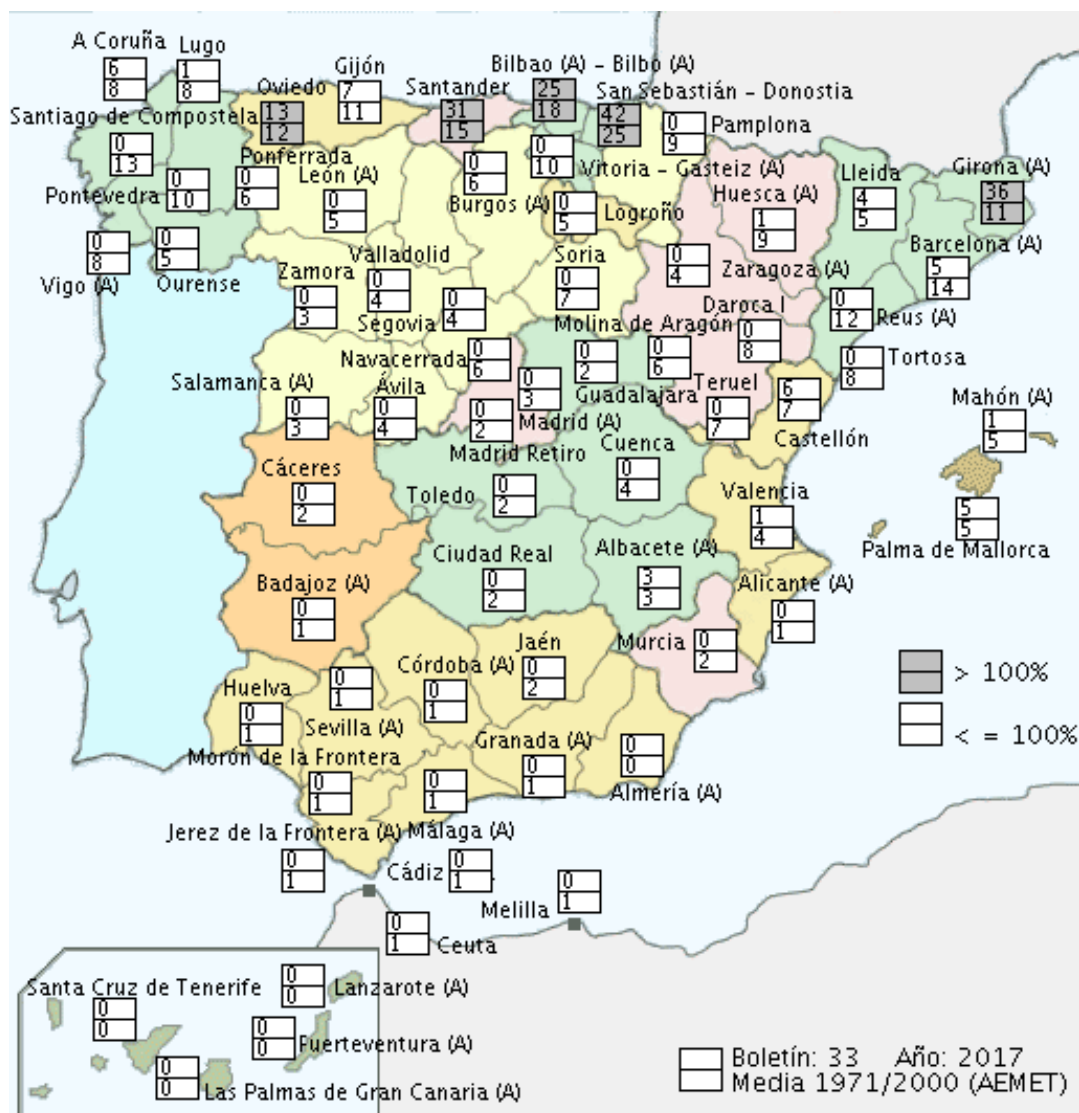 A Coruña
6
8
Lugo
1
8
Oviedo
13
12
Gijón
7
11
Santander
31
15
Bilbao (A) - Bilbo (A)
25
18
San Sebastián - Donostia
42
25
Pamplona
0
9
Santiago de Compostela
0
13
Ponferrada
0
6
León (A)
0
5
Burgos (A)
0
6
Vitoria - Gasteiz (A)
0
10
Logroño
0
5
Huesca (A)
1
9
Lleida
4
5
Girona (A)
36
11
Pontevedra
0
10
Vigo (A)
0
8
Ourense
0
5
Zamora
0
3
Valladolid
0
4
Segovia
0
4
Soria
0
7
Zaragoza (A)
0
4
Barcelona (A)
5
14
Daroca I
0
8
Reus (A)
0
12
Tortosa
0
8
Salamanca (A)
0
3
Ávila
0
4
Navacerrada
0
6
Molina de Aragón
0
6
Guadalajara
0
2
Madrid (A)
0
3
Madrid Retiro
0
2
Teruel
0
7
Castellón
6
7
Mahón (A)
1
5
Palma de Mallorca
5
5
Cáceres
0
2
Toledo
0
2
Cuenca
0
4
Valencia
1
4
Badajoz (A)
0
1
Ciudad Real
0
2
Albacete (A)
3
3
Alicante (A)
0
1
Murcia
0
2
Huelva
0
1
Sevilla (A)
0
1
Córdoba (A)
0
1
Jaén
0
2
Morón de la Frontera
0
1
Granada (A)
0
1
Almería (A)
0
0
Jerez de la Frontera (A)
0
1
Málaga (A)
0
1
Cádiz
0
1
Ceuta
0
1
Melilla
0
1
> 100%
< = 100%
Santa Cruz de Tenerife
0
0
Lanzarote (A)
0
0
Fuerteventura (A)
0
0
Las Palmas de Gran Canaria (A)
0
0
Boletín: 33 Año: 2017
Media 1971/2000 (AEMET)